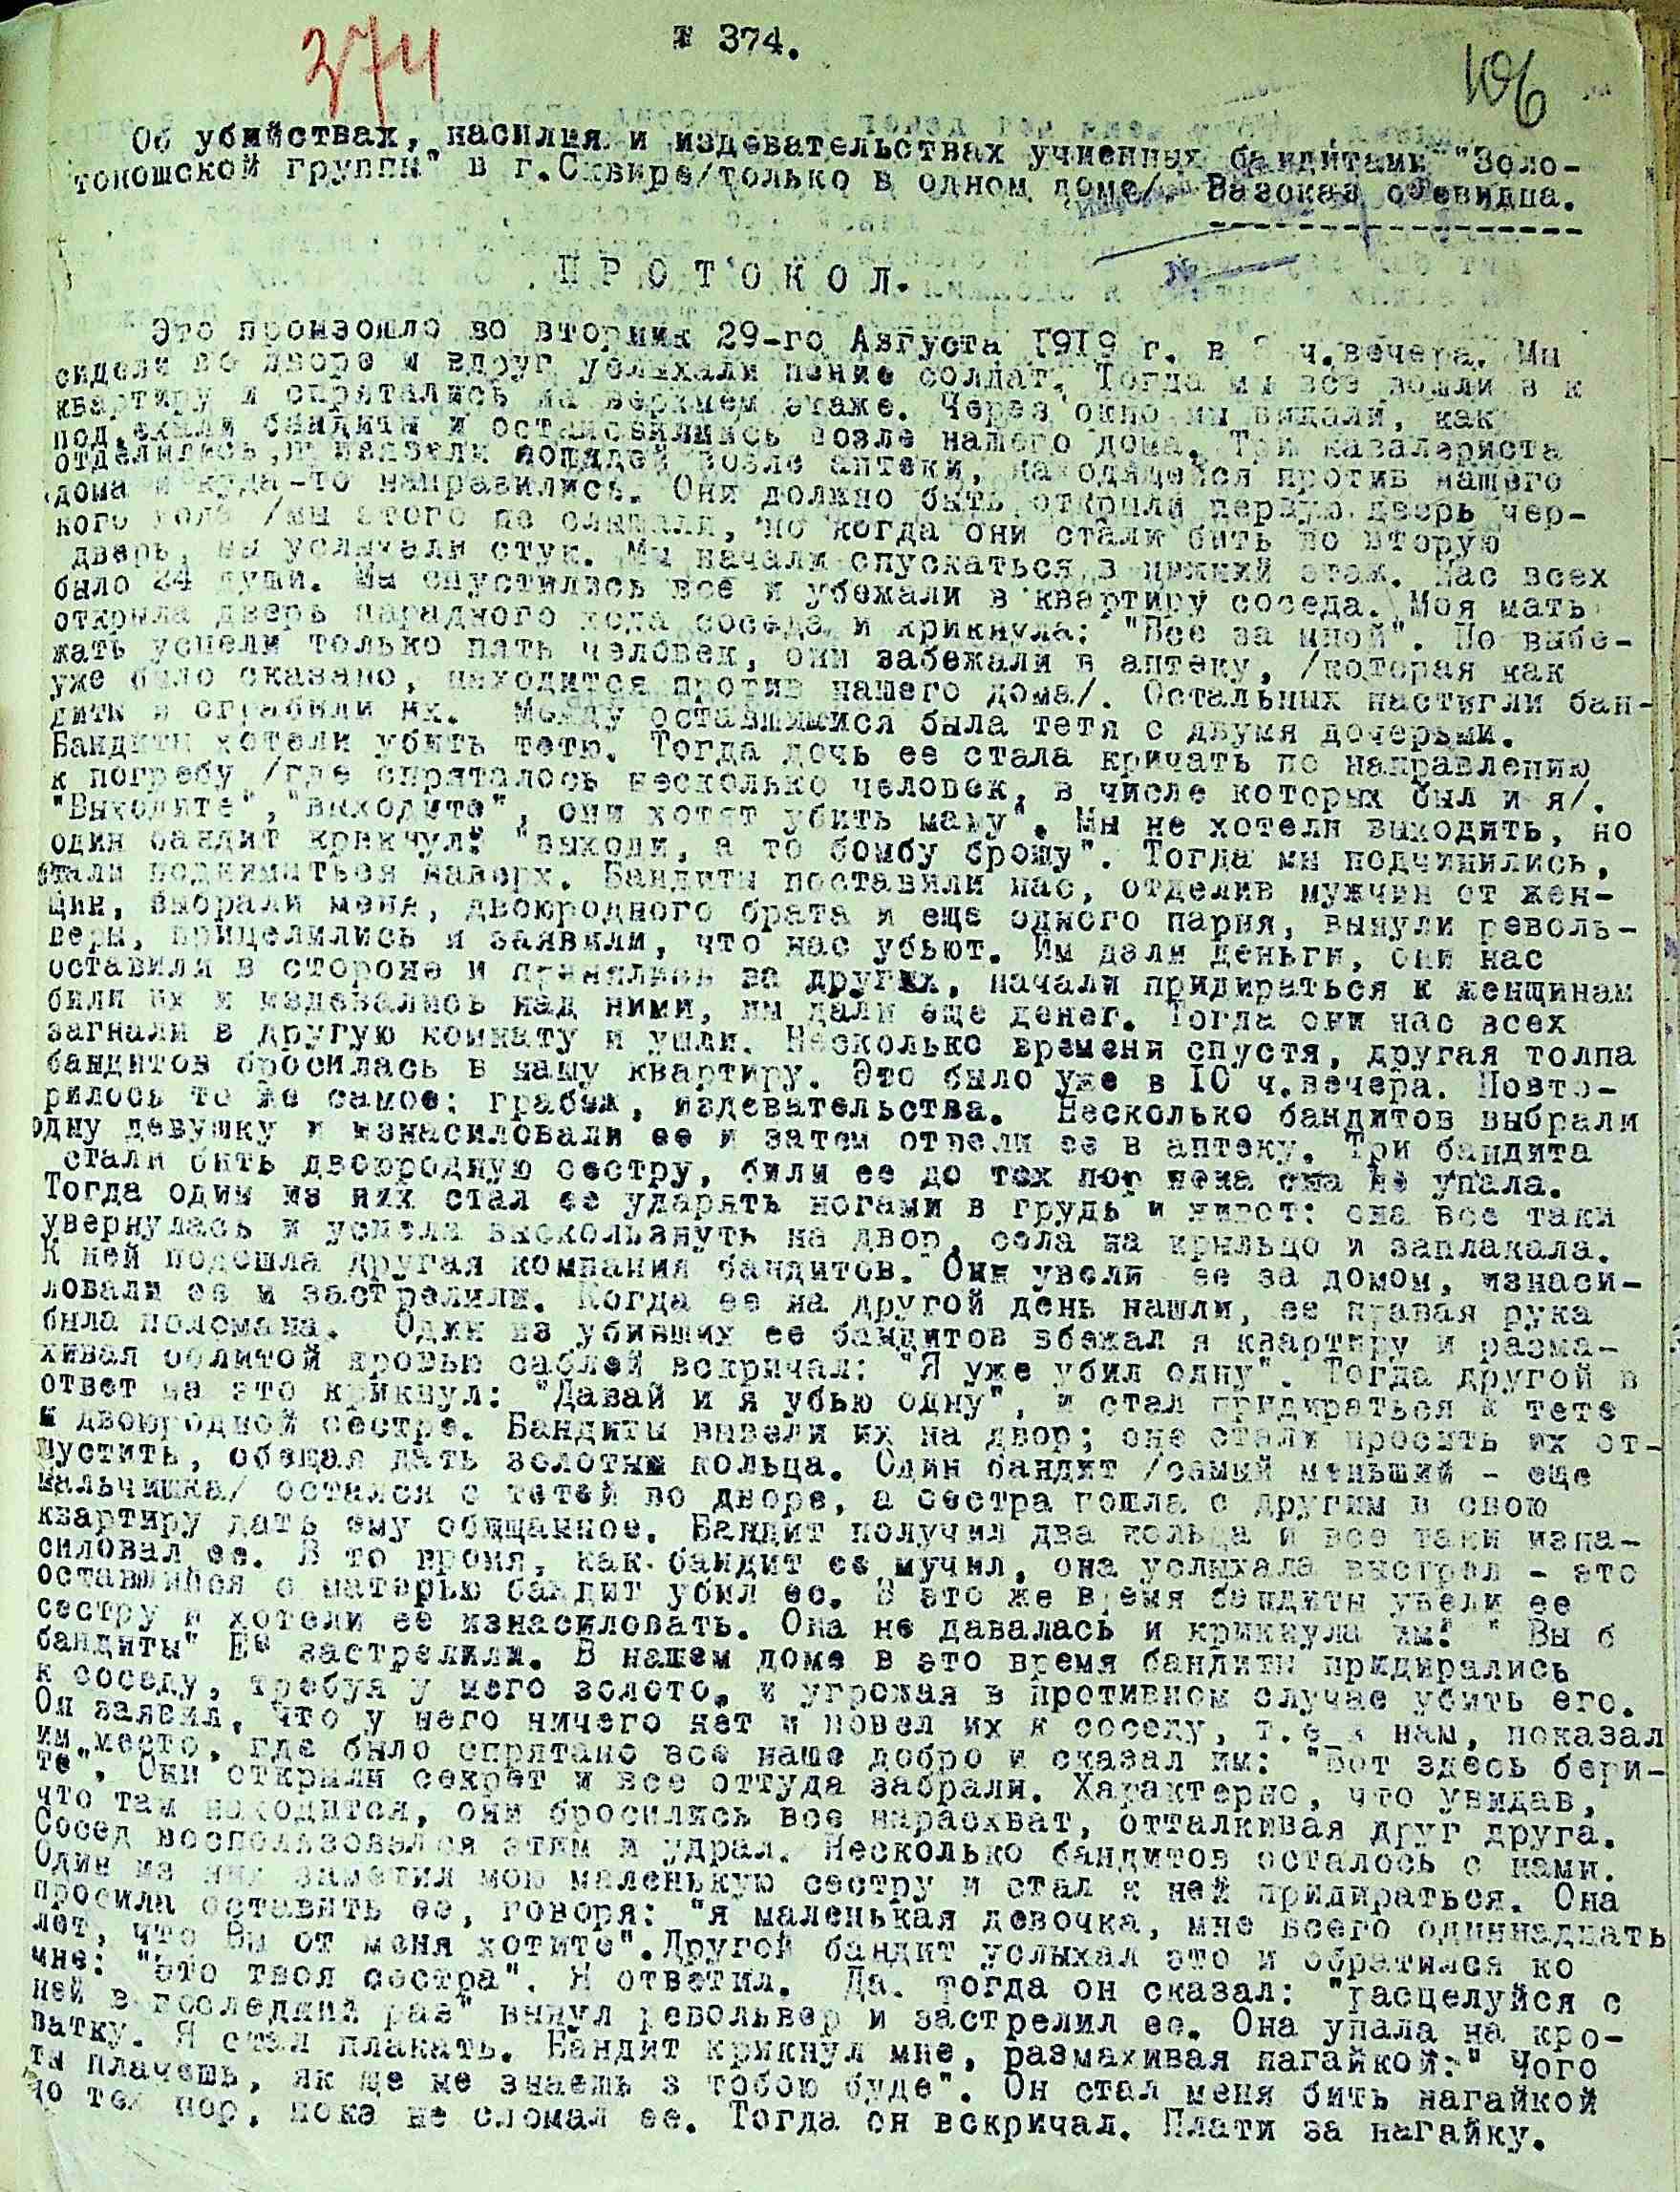 374
№ 374.
106
Об убийствах, насилия и издевательствах учиненных бандитами "Золо-
тоношской группы" в г.Сквире/только в одном доме/. Рассказ очевидца.
ПРОТОКОЛ.
Это произошло во вторник 29-го Августа 1919 г. в ч.вечера. Мы
сидели во дворе и вдруг услыхали пение солдат. Тогда мы все вошли в к
квартиру и спрятались на верхнем этаже. Через окно мы видали, как
под,ехали бандиты и остановились возле нашего дома. Три кавалериста
отделились, привязали лошадей возле аптеки, находящейся против нашего
дома и куда-то направились. Они должно быть открыли первую дверь чер-
ного хода /мы этого не слышали, но когда они стали бить во вторую
дверь, мы услыхали стук. Мы начали спускаться в нижний этаж. Нас всех
было 24 души. Мы спустились все и убежали в квартиру соседа. Моя мать
открыла дверь парадного хода соседа и крикнула: "Все за мной". Но выбе-
жать успели только пять человек, они забежали в аптеку, /которая как
уже было сказано, находится против нашего дома/. Остальных настигли бан-
диты и ограбили их. Между оставшимися была тетя с двумя дочерьми.
Бандиты хотели убить тетю. Тогда дочь ее стала кричать по направлению
к погребу /где спряталось несколько человек, в числе которых был и я/.
"Выходите", "выходите", они хотят убить маму". Мы не хотели выходить, но
один бандит крикнул: "выходи, а то бомбу брошу". Тогда мы подчинились,
стали подниматься наверх. Бандиты поставили нас, отделив мужчин от жен-
щин, выбрали меня, двоюродного брата и еще одного парня, вынули револь-
веры, прицелились и заявили, что нас убьют. Им дали деньги, они нас
оставили в стороне и принялись за других, начали придираться к женщинам
били их и издевались над ними, им дали еще денег. Тогда они нас всех
загнали в другую комнату и ушли. Несколько времени спустя, другая толпа
бандитов бросилась в нашу квартиру. Это было уже в 10 ч.вечера. Повто-
рилось то же самое: грабеж, издевательства. Несколько бандитов выбрали
одну девушку и изнасиловали ее и затем отвели ее в аптеку. Три бандита
стали бить двоюродную сестру, били ее до тех пор пока она не упала.
Тогда один из них стал ее ударять ногами в грудь и живот: она все таки
увернулась и успела выскользнуть на двор, села на крыльцо и заплакала.
К ней подошла другая компания бандитов. Они увели ее за домом, изнаси-
ловали ее и застрелили. Когда ее на другой день нашли, ее правая рука
была поломана. Один из убивших ее бандитов вбежал в квартиру и разма-
хивая облитой кровью саблей вскричал: "Я уже убил одну". Тогда другой в
ответ на это крикнул: "Давай и я убью одну", и стал придираться к тете
и двоюродной сестре. Бандиты вывели их на двор; оне стали просить их от-
пустить, обещая дать золотых кольца. Один бандит /самый меньший - еще
мальчишка/ остался с тетей во дворе, а сестра пошла с другим в свою
квартиру дать ему обещанное. Бандит получил два кольца и все таки изна-
силовал ее. В то время, как бандит ее мучил, она услыхала выстрел - это
оставшийся с матерью бандит убил ее. В это же время бандиты увели ее
сестру и хотели ее изнасиловать. Она не давалась и крикнула им: " Вы б
бандиты" Ее застрелили. В нашем доме в это время бандиты придирались
к соседу, требуя у него золото, и угрожая в противном случае убить его.
Он заявил, что у него ничего нет и повел их к соседу, т.е к нам, показал
им место, где было спрятано все наше добро и сказал им: "Вот здесь бери-
те". Они открыли секрет и все оттуда забрали. Характерно, что увидав,
что там находится, они бросились все нарасхват, отталкивая друг друга.
Сосед воспользовался этим и удрал. Несколько бандитов осталось с нами.
Один из них заметил мою маленькую сестру и стал к ней придираться. Она
просила оставить ее, говоря: "я маленькая девочка, мне всего одиннадцать
лет, что Вы от меня хотите". Другой бандит услыхал это и обратился ко
мне: "это твоя сестра". Я ответил. Да. Тогда он сказал: "расцелуйся с
ней в последний раз" вынул револьвер и застрелил ее. Она упала на кро-
ватку. Я стал плакать. Бандит крикнул мне, размахивая нагайкой:" Чого
ты плачешь, як ще не знаешь з тобою буде". Он стал меня бить нагайкой
до тех пор, пока не сломал ее. Тогда он вскричал. Плати за нагайку.